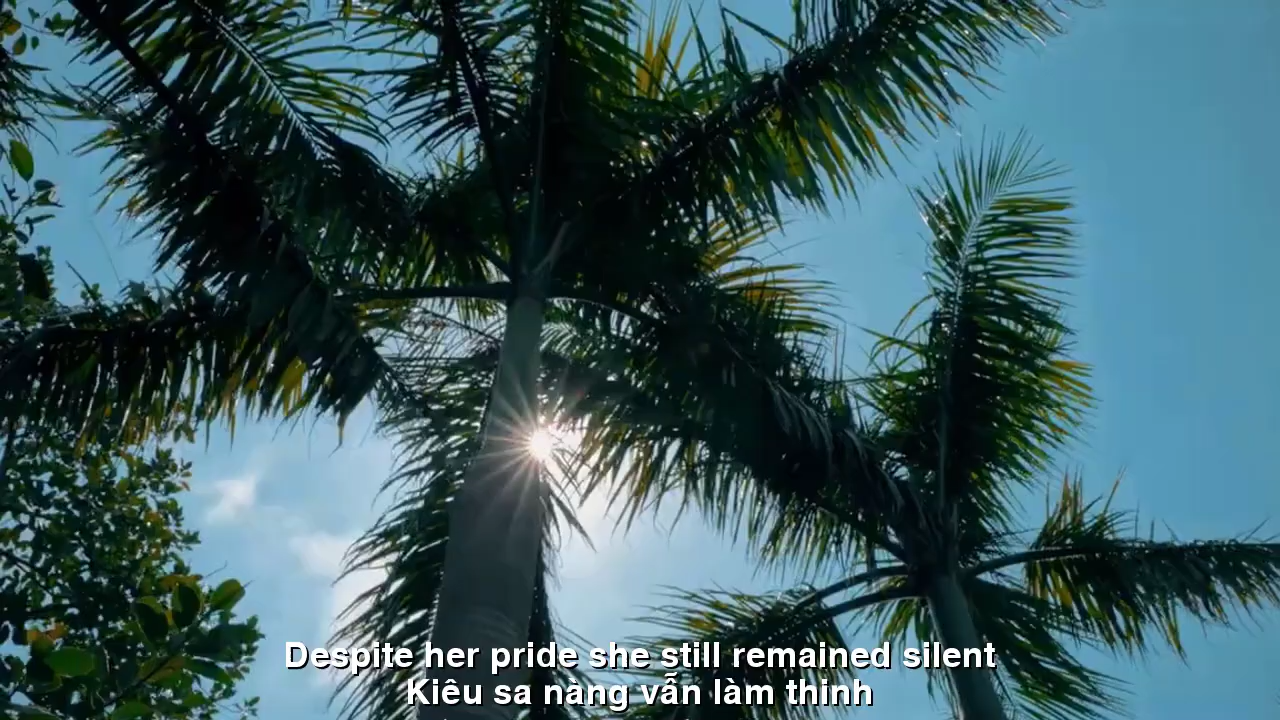 Despite her pride she still remained silent
Kiêu sa nàng vẫn làm thinh